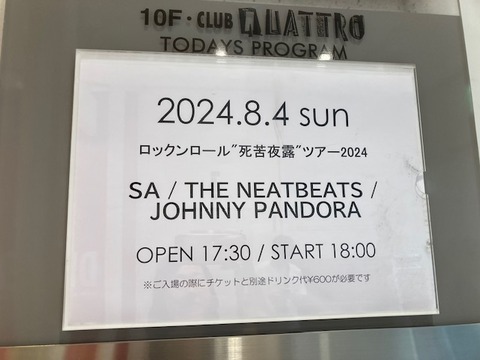 10F・CLUB QUATTRO
TODAYS PROGRAM
2024.8.4 sun
ロックンロール"死苦夜露"ツアー2024
SA / THE NEATBEATS /
JOHNNY PANDORA
OPEN 17:30 / START 18:00
※ご入場の際にチケットと別途ドリンク代¥600が必要です